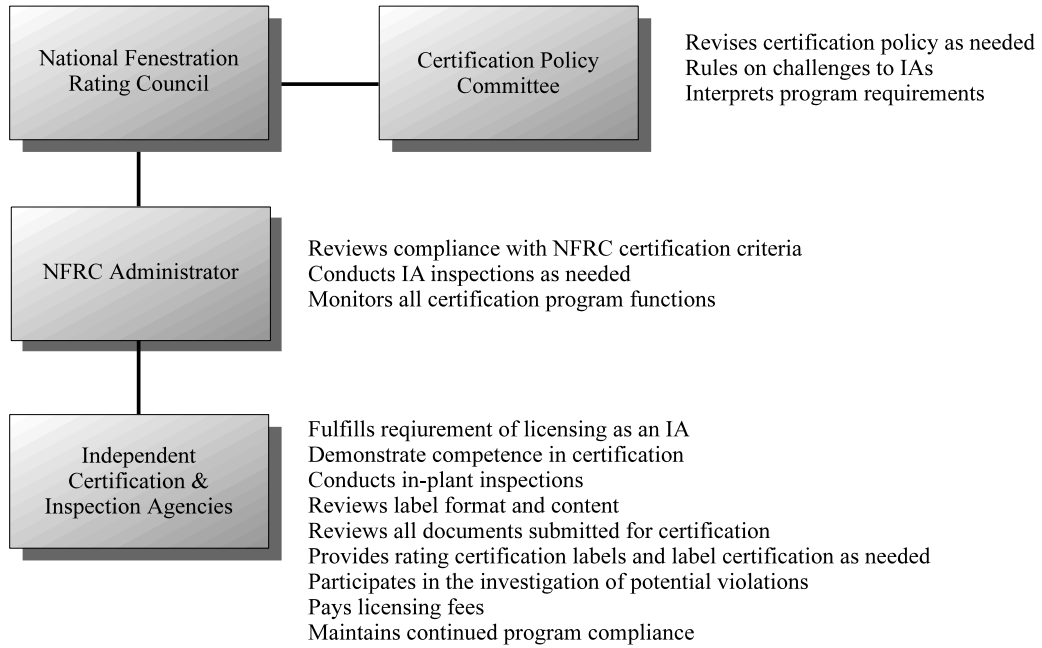 National Fenestration
Rating Council
Certification Policy
Committee
Revises certification policy as needed
Rules on challenges to IAs
Interprets program requirements
NFRC Administrator
Reviews compliance with NFRC certification criteria
Conducts IA inspections as needed
Monitors all certification program functions
Independent
Certification &
Inspection Agencies
Fulfills reqiurement of licensing as an IA
Demonstrate competence in certification
Conducts in-plant inspections
Reviews label format and content
Reviews all documents submitted for certification
Provides rating certification labels and label certification as needed
Participates in the investigation of potential violations
Pays licensing fees
Maintains continued program compliance